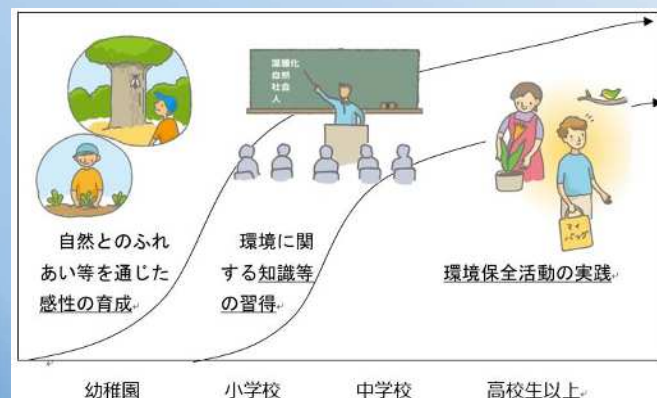 温暖化
自然
社会
人
マイ
バッグ
自然とのふれ
あい等を通じた
感性の育成
環境に関
する知識等
の習得
環境保全活動の実践
幼稚園
小学校
中学校
高校生以上